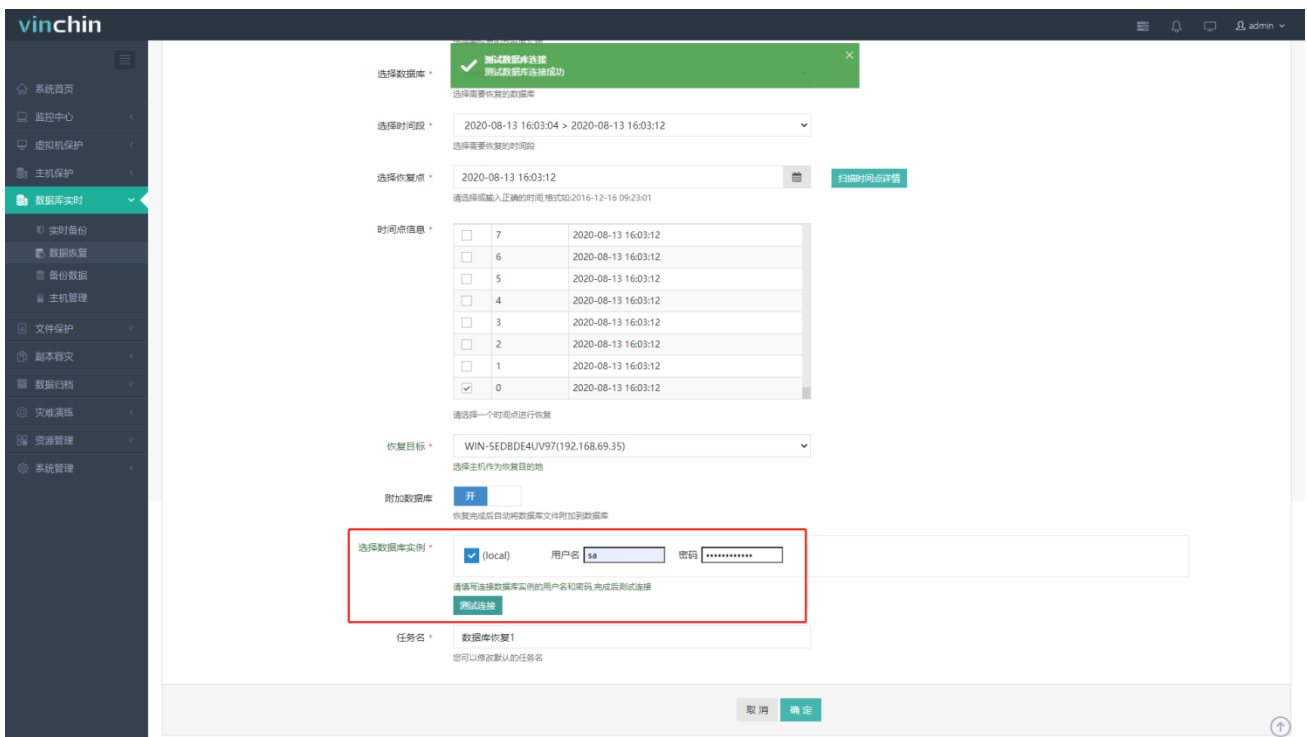 vinchin
admin
测试数据库连接
测试数据库连接成功
选择数据库 *
选择需要恢复的数据库
系统首页
监控中心
虚拟机保护
主机保护
数据库实时
实时备份
数据恢复
备份数据
主机管理
文件保护
副本容灾
数据归档
灾难演练
资源管理
系统管理
选择时间段 *
2020-08-13 16:03:04 > 2020-08-13 16:03:12
选择需要恢复的时间段
选择恢复点 *
2020-08-13 16:03:12
扫描时间点详情
请选择或输入正确的时间,格式如:2016-12-16 09:23:01
时间点信息 *
7 2020-08-13 16:03:12
6 2020-08-13 16:03:12
5 2020-08-13 16:03:12
4 2020-08-13 16:03:12
3 2020-08-13 16:03:12
2 2020-08-13 16:03:12
1 2020-08-13 16:03:12
0 2020-08-13 16:03:12
请选择一个时间点进行恢复
恢复目标 *
WIN-5EDBDE4UV97(192.168.69.35)
选择主机作为恢复目的地
附加数据库
开
恢复完成后自动将数据库文件附加到数据库
选择数据库实例 *
(local) 用户名 sa 密码 ••••••••••••
请填写连接数据库实例的用户名和密码,完成后测试连接
测试连接
任务名 *
数据库恢复1
您可以修改默认的任务名
取消 确定